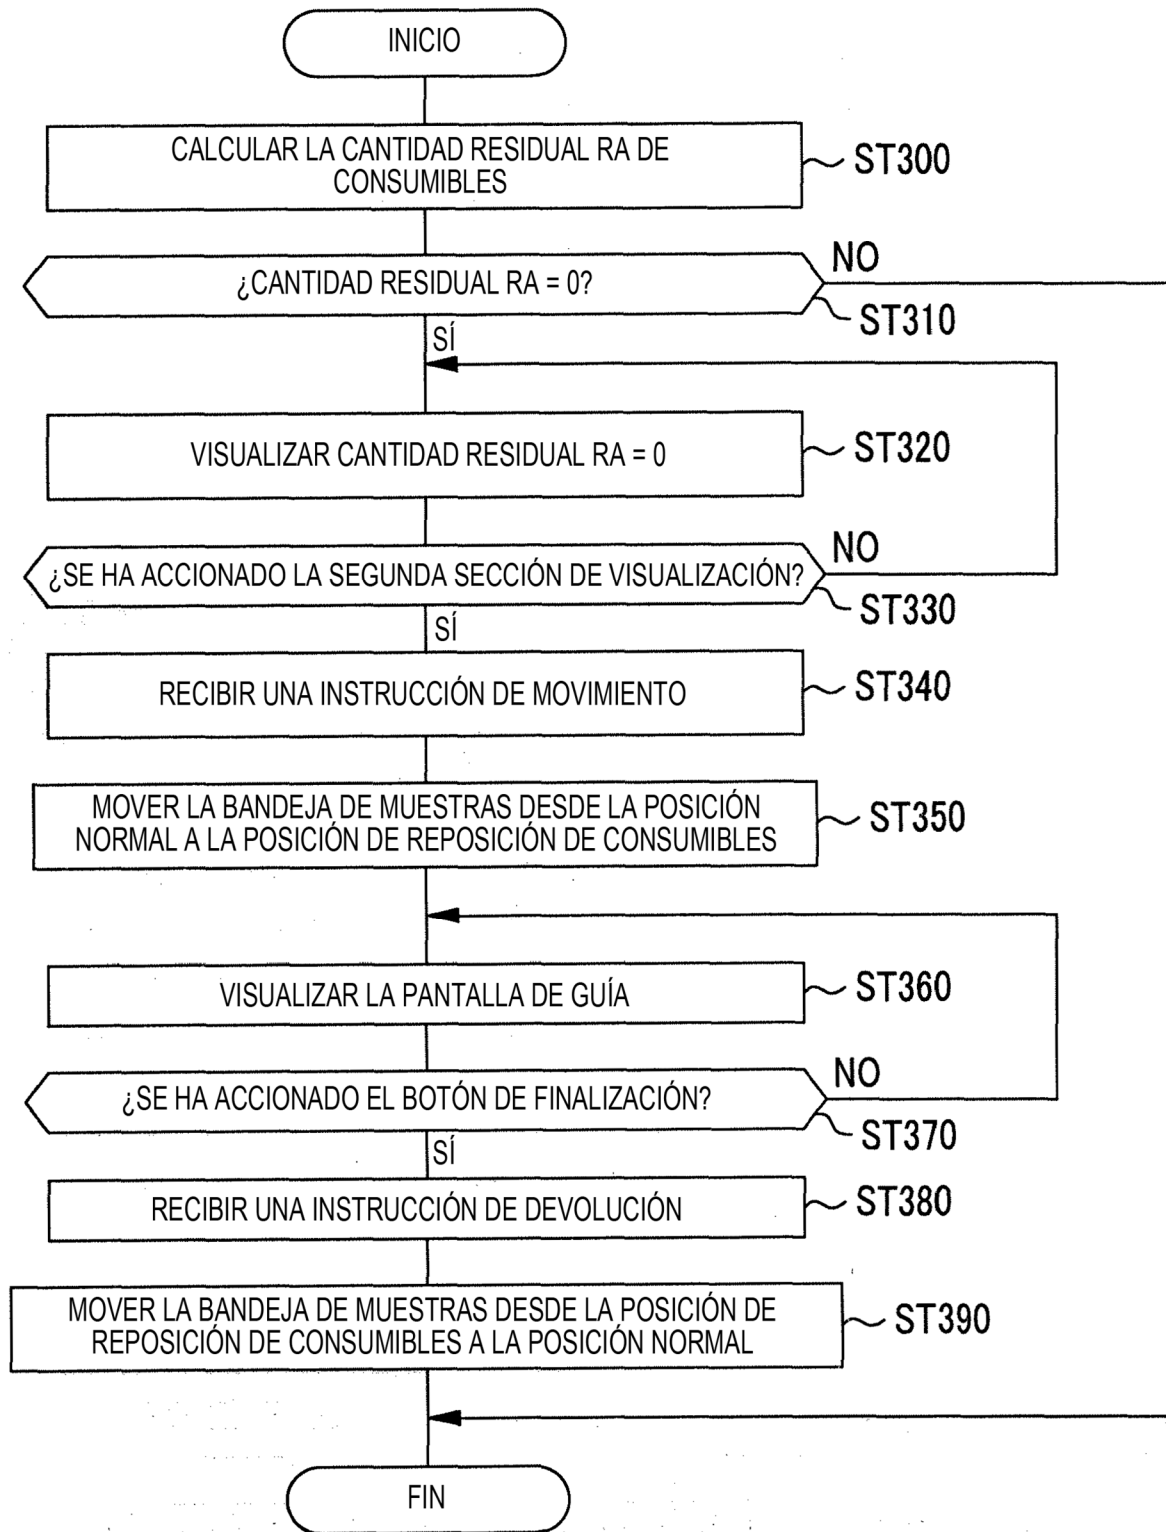 INICIO
CALCULAR LA CANTIDAD RESIDUAL RA DE
CONSUMIBLES
ST300
¿CANTIDAD RESIDUAL RA = 0?
NO
ST310
SÍ
VISUALIZAR CANTIDAD RESIDUAL RA = 0
ST320
¿SE HA ACCIONADO LA SEGUNDA SECCIÓN DE VISUALIZACIÓN?
NO
ST330
SÍ
RECIBIR UNA INSTRUCCIÓN DE MOVIMIENTO
ST340
MOVER LA BANDEJA DE MUESTRAS DESDE LA POSICIÓN
NORMAL A LA POSICIÓN DE REPOSICIÓN DE CONSUMIBLES
ST350
VISUALIZAR LA PANTALLA DE GUÍA
ST360
¿SE HA ACCIONADO EL BOTÓN DE FINALIZACIÓN?
NO
ST370
SÍ
RECIBIR UNA INSTRUCCIÓN DE DEVOLUCIÓN
ST380
MOVER LA BANDEJA DE MUESTRAS DESDE LA POSICIÓN DE
REPOSICIÓN DE CONSUMIBLES A LA POSICIÓN NORMAL
ST390
FIN